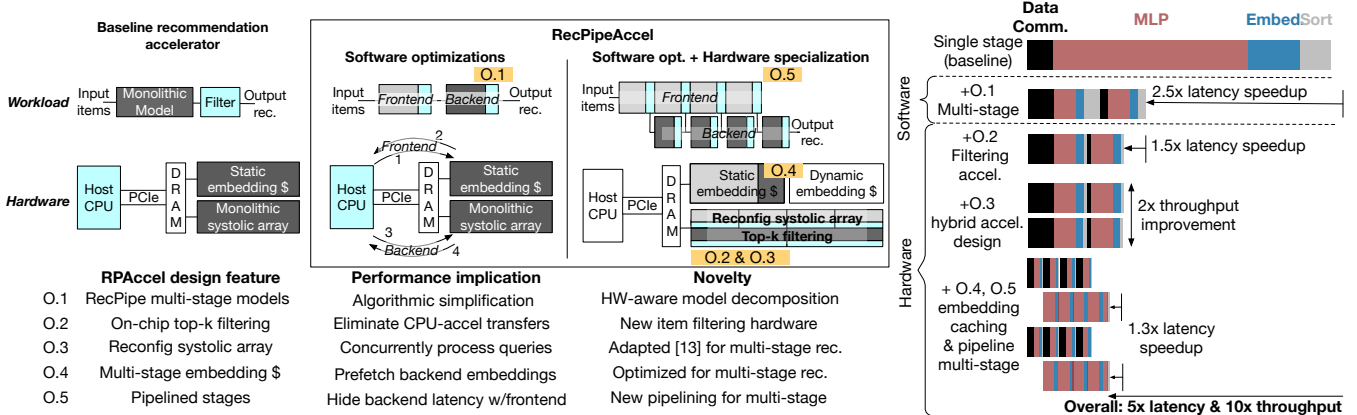 Baseline recommendation
accelerator
Workload
Input
items
Monolithic
Model
Filter
Output
rec.
Hardware
Host
CPU
PCIe
DRAM
Static
embedding $
Monolithic
systolic array
RecPipeAccel
Software optimizations
O.1
Input
items
Frontend
Backend
Output
rec.
Frontend
2
1
Host
CPU
PCIe
DRAM
Static
embedding $
Monolithic
systolic array
3
4
Backend
Software opt. + Hardware specialization
O.5
Input
items
Frontend
Backend
Output
rec.
Host
CPU
PCIe
DRAM
Static
embedding $
O.4
Dynamic
embedding $
Reconfig systolic array
Top-k filtering
O.2 & O.3
RPAccel design feature Performance implication Novelty
O.1 RecPipe multi-stage models Algorithmic simplification HW-aware model decomposition
O.2 On-chip top-k filtering Eliminate CPU-accel transfers New item filtering hardware
O.3 Reconfig systolic array Concurrently process queries Adapted [13] for multi-stage rec.
O.4 Multi-stage embedding $ Prefetch backend embeddings Optimized for multi-stage rec.
O.5 Pipelined stages Hide backend latency w/frontend New pipelining for multi-stage
Data
Comm.
MLP
Embed.
Sort
Single stage
(baseline)
Software
+O.1
Multi-stage
2.5x latency speedup
Hardware
+O.2
Filtering
accel.
1.5x latency speedup
+O.3
hybrid accel.
design
2x throughput
improvement
+ O.4, O.5
embedding
caching
& pipeline
multi-stage
1.3x latency
speedup
Overall: 5x latency & 10x throughput